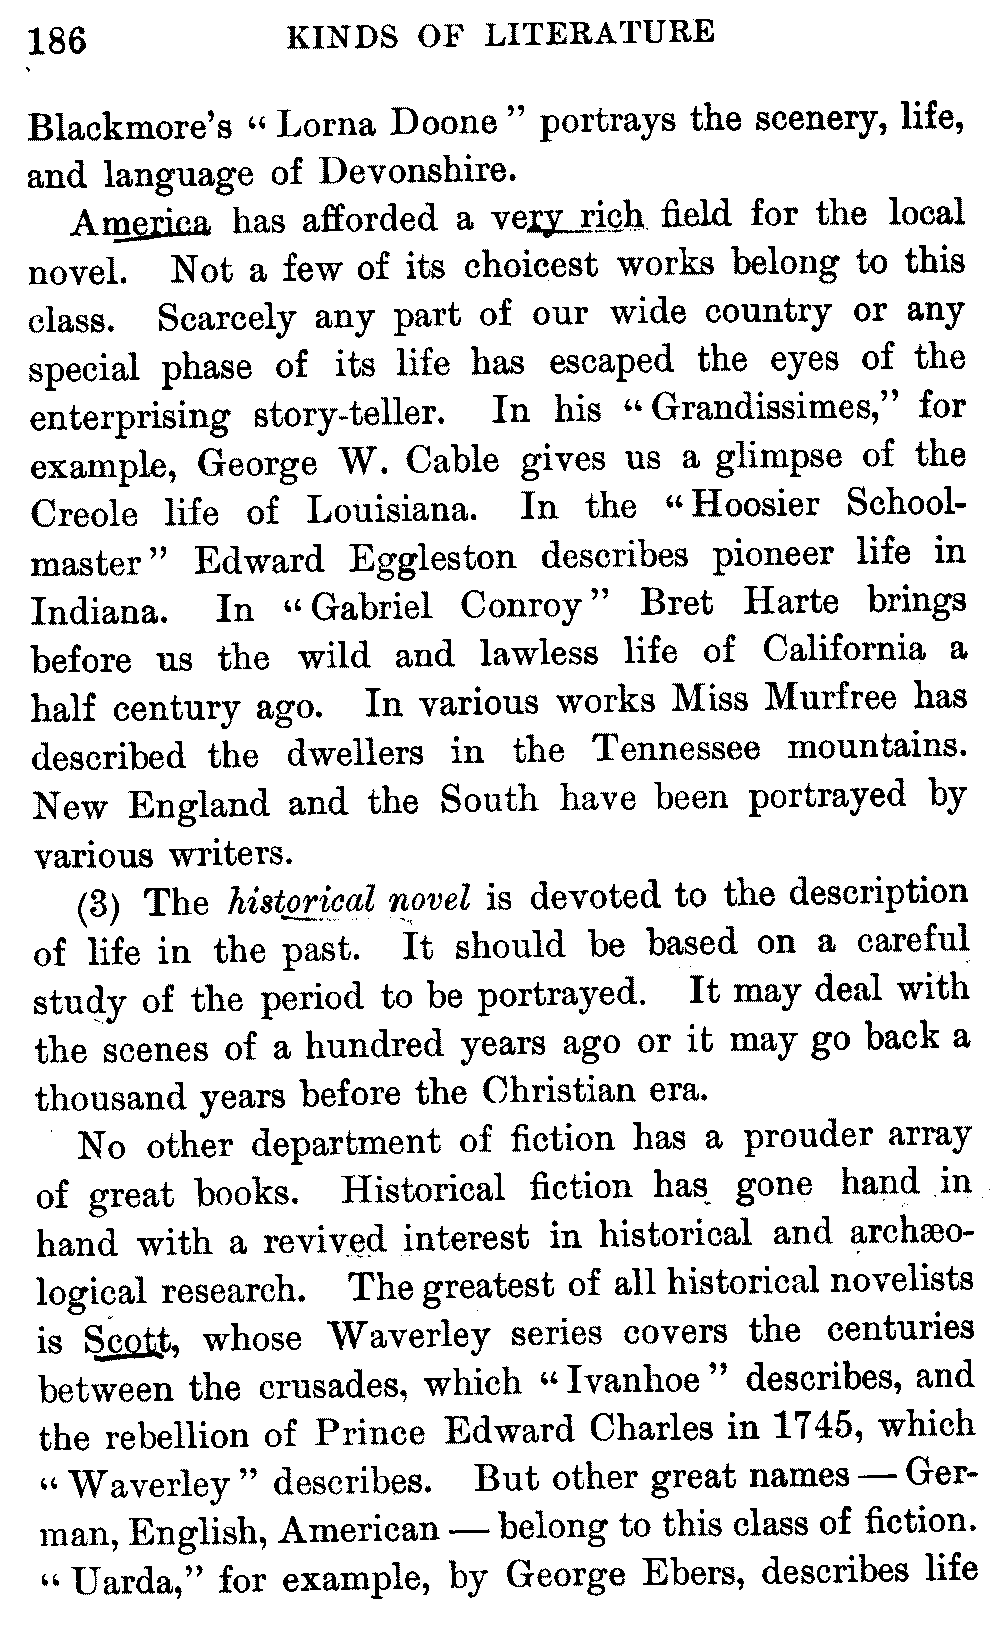 186 KINDS OF LITERATURE
Blackmore's “ Lorna Doone ” portrays the scenery, life,
and language of Devonshire.
America has afforded a very rich field for the local
novel. Not a few of its choicest works belong to this
class. Scarcely any part of our wide country or any
special phase of its life has escaped the eyes of the
enterprising story-teller. In his “ Grandissimes,” for
example, George W. Cable gives us a glimpse of the
Creole life of Louisiana. In the “ Hoosier School-
master ” Edward Eggleston describes pioneer life in
Indiana. In “ Gabriel Conroy ” Bret Harte brings
before us the wild and lawless life of California a
half century ago. In various works Miss Murfree has
described the dwellers in the Tennessee mountains.
New England and the South have been portrayed by
various writers.
(3) The historical novel is devoted to the description
of life in the past. It should be based on a careful
study of the period to be portrayed. It may deal with
the scenes of a hundred years ago or it may go back a
thousand years before the Christian era.
No other department of fiction has a prouder array
of great books. Historical fiction has gone hand in
hand with a revived interest in historical and archæo-
logical research. The greatest of all historical novelists
is Scott, whose Waverley series covers the centuries
between the crusades, which “ Ivanhoe ” describes, and
the rebellion of Prince Edward Charles in 1745, which
“ Waverley ” describes. But other great names — Ger-
man, English, American — belong to this class of fiction.
“ Uarda,” for example, by George Ebers, describes life